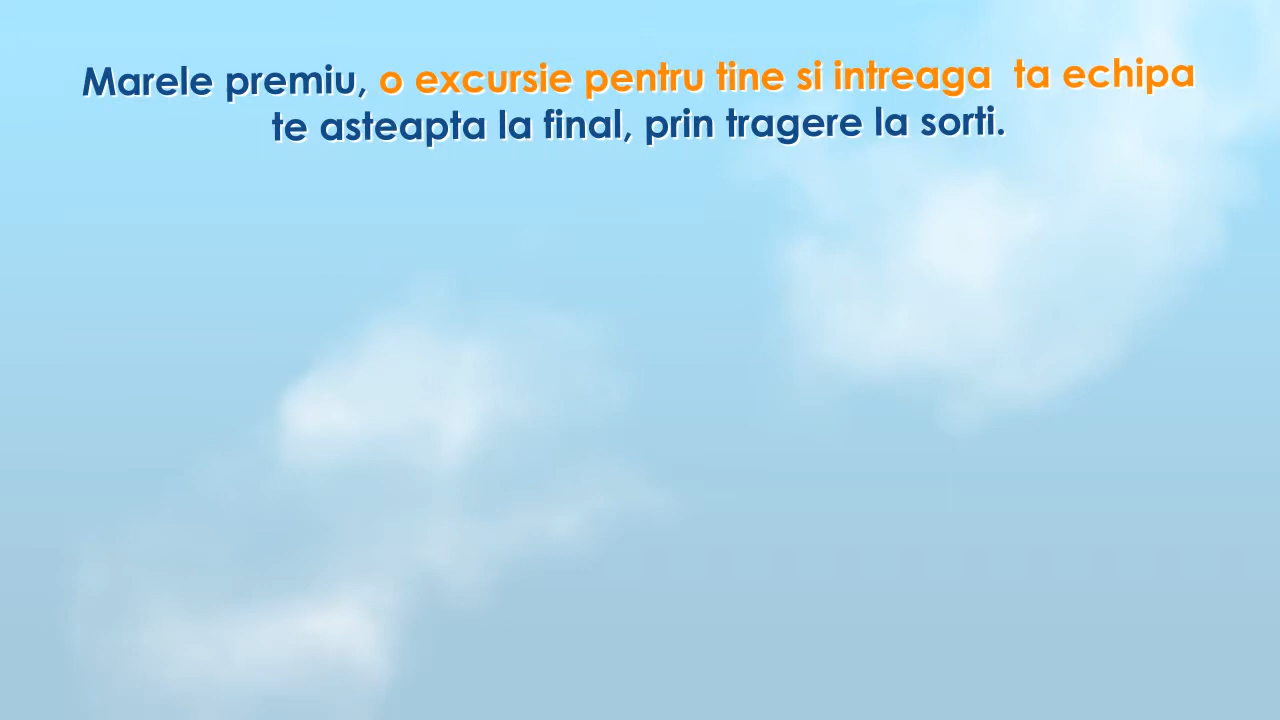 Marele premiu, o excursie pentru tine si intreaga  ta echipa
te asteapta la final, prin tragere la sorti.